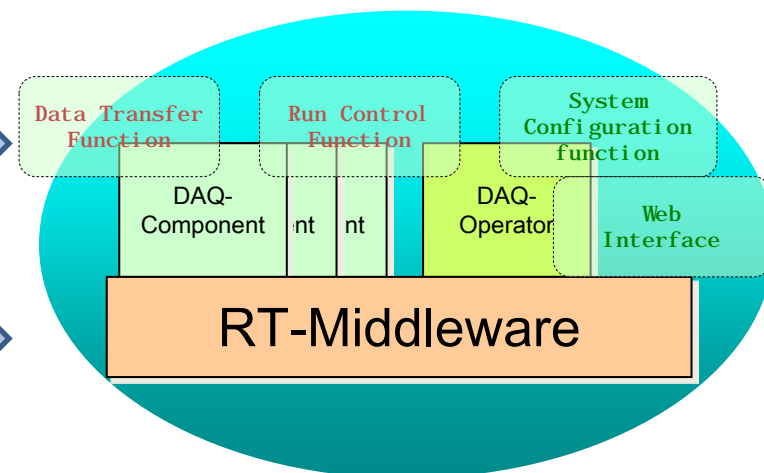 Data Transfer
Function
Run Control
Function
System
Configuration
function
DAQ-
Component
nt
nt
DAQ-
Operator
Web
Interface
RT-Middleware